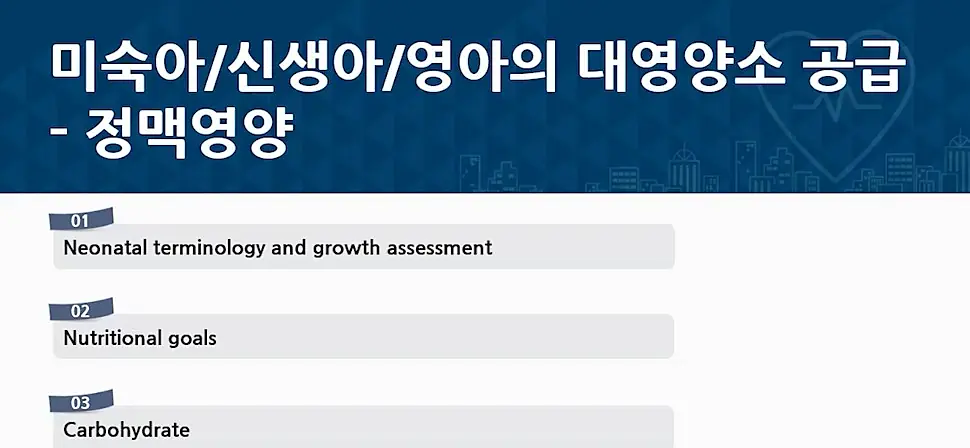 미숙아/신생아/영아의 대영양소 공급
- 정맥영양
01
Neonatal terminology and growth assessment
02
Nutritional goals
03
Carbohydrate